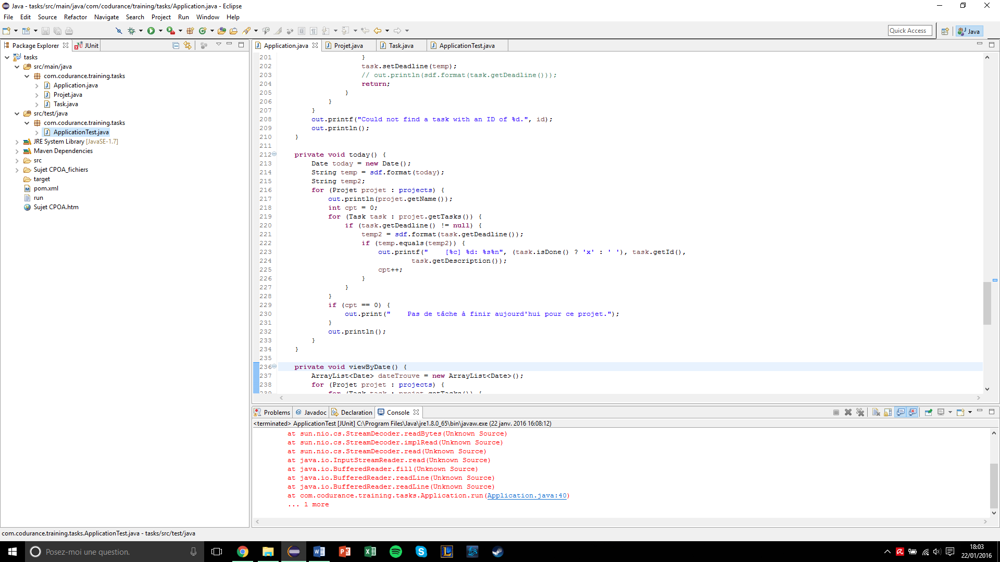 Java - tasks/src/main/java/com/codurance/training/tasks/Application.java - Eclipse
File Edit Source Refactor Navigate Search Project Run Window Help
Quick Access
Java
Package Explorer
JUnit
Application.java
Projet.java
Task.java
ApplicationTest.java
tasks
src/main/java
com.codurance.training.tasks
Application.java
Projet.java
Task.java
src/test/java
com.codurance.training.tasks
ApplicationTest.java
JRE System Library [JavaSE-1.7]
Maven Dependencies
src
Sujet CPOA_fichiers
target
pom.xml
run
Sujet CPOA.htm
201 }
202 task.setDeadline(temp);
203 // out.println(sdf.format(task.getDeadline()));
204 return;
205 }
206 }
207 }
208 out.printf("Could not find a task with an ID of %d.", id);
209 out.println();
210 }
211
212 private void today() {
213 Date today = new Date();
214 String temp = sdf.format(today);
215 String temp2;
216 for (Projet projet : projects) {
217 out.println(projet.getName());
218 int cpt = 0;
219 for (Task task : projet.getTasks()) {
220 if (task.getDeadline() != null) {
221 temp2 = sdf.format(task.getDeadline());
222 if (temp.equals(temp2)) {
223 out.printf("    [%c] %d: %s%n", (task.isDone() ? 'x' : ' '), task.getId(),
224 task.getDescription());
225 cpt++;
226 }
227 }
228 }
229 if (cpt == 0) {
230 out.print("    Pas de tâche à finir aujourd'hui pour ce projet.");
231 }
232 out.println();
233 }
234 }
235
236 private void viewByDate() {
237 ArrayList<Date> dateTrouve = new ArrayList<Date>();
238 for (Projet projet : projects) {
239 for (Task task : projet.getTasks()) {
Problems
Javadoc
Declaration
Console
<terminated> ApplicationTest [JUnit] C:\Program Files\Java\jre1.8.0_65\bin\javaw.exe (22 janv. 2016 16:08:12)
at sun.nio.cs.StreamDecoder.readBytes(Unknown Source)
at sun.nio.cs.StreamDecoder.implRead(Unknown Source)
at sun.nio.cs.StreamDecoder.read(Unknown Source)
at java.io.InputStreamReader.read(Unknown Source)
at java.io.BufferedReader.fill(Unknown Source)
at java.io.BufferedReader.readLine(Unknown Source)
at java.io.BufferedReader.readLine(Unknown Source)
at com.codurance.training.tasks.Application.run(Application.java:40)
... 1 more
com.codurance.training.tasks.ApplicationTest.java - tasks/src/test/java
Posez-moi une question.
18:03
22/01/2016